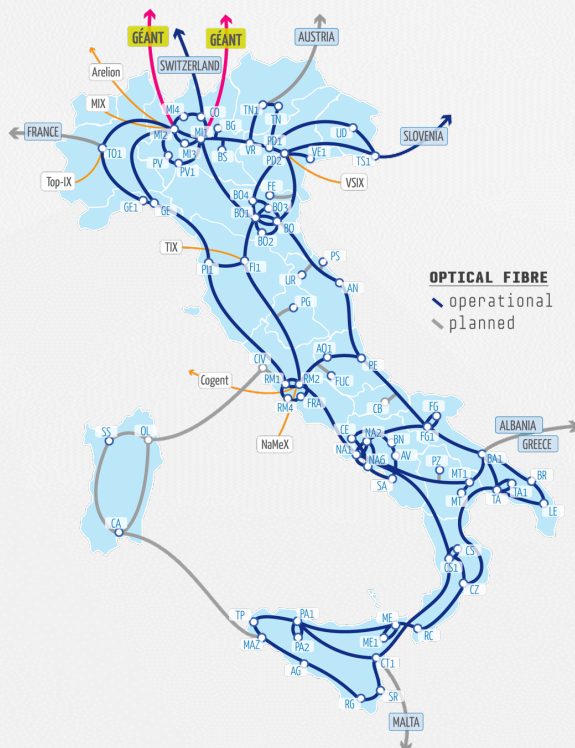 GÉANT
GÉANT
AUSTRIA
SWITZERLAND
Arelion
MIX
MI4
CO
TN1
TN
FRANCE
MI2
MI1
BG
UD
SLOVENIA
TO1
MI3
BS
VR
PD1
PD2
VE1
TS1
PV
PV1
Top-IX
VSIX
FE
BO4
BO3
GE1
GE
BO1
BO
BO2
TIX
PI1
FI1
PS
UR
AN
OPTICAL FIBRE
operational
planned
PG
CIV
AQ1
PE
Cogent
RM1
RM2
FUC
RM4
FRA
CB
FG
NaMeX
ALBANIA
GREECE
SS
OL
CE
NA2
BN
FG1
NA1
NA6
AV
PZ
MT1
BA1
SA
MT
TA
TA1
BR
LE
CA
CS
CS1
CZ
TP
PA1
ME
RC
MAZ
PA2
ME1
AG
CT1
RG
SR
MALTA